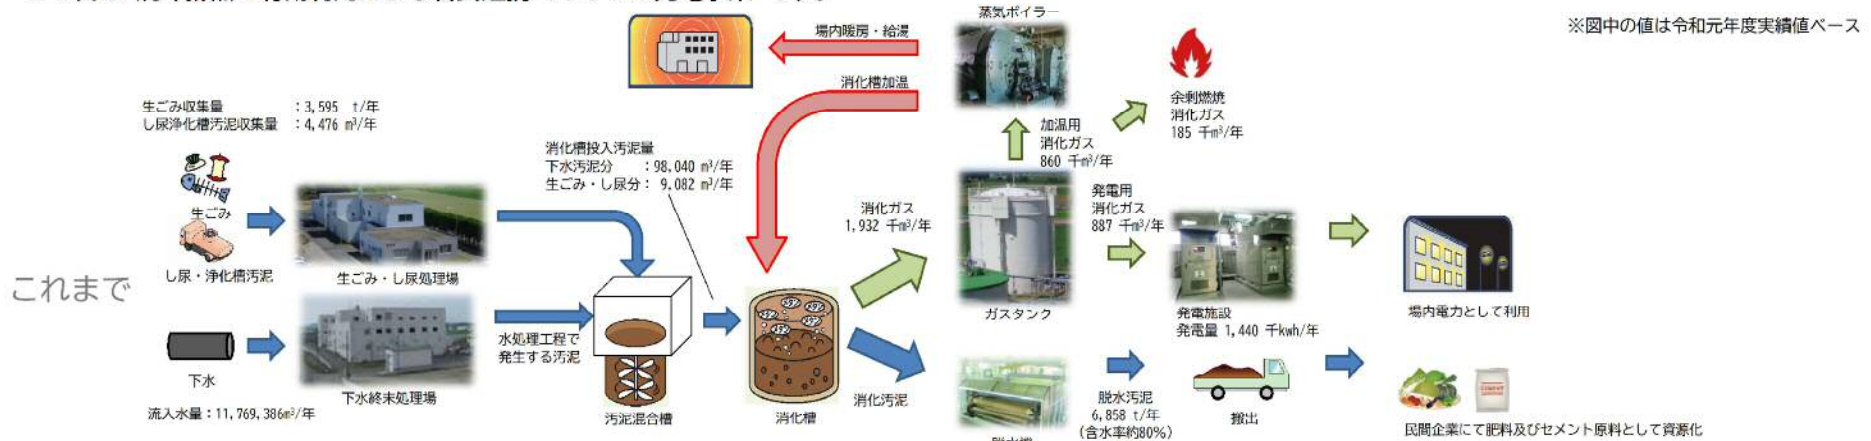 蒸気ボイラー
※図中の値は令和元年度実績値ベース
場内暖房・給湯
消化槽加温
生ごみ収集量 :3,595 t/年
し尿浄化槽汚泥収集量 :4,476 m³/年
余剰燃焼
消化ガス
185 千m³/年
加温用
消化ガス
860 千m³/年
消化槽投入汚泥量
下水汚泥分 :98,040 m³/年
生ごみ・し尿分: 9,082 m³/年
生ごみ
し尿・浄化槽汚泥
生ごみ・し尿処理場
消化ガス
1,932 千m³/年
発電用
消化ガス
887 千m³/年
これまで
ガスタンク
発電施設
発電量 1,440 千kwh/年
場内電力として利用
水処理工程で
発生する汚泥
下水
下水終末処理場
流入水量:11,769,386m³/年
汚泥混合槽
消化槽
消化汚泥
脱水汚泥
6,858 t/年
(含水率約80%)
搬出
民間企業にて肥料及びセメント原料として資源化